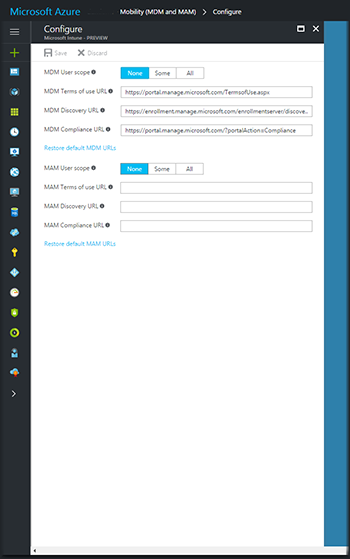 Microsoft Azure Mobility (MDM and MAM) > Configure
Configure
Microsoft Intune - PREVIEW
Save Discard
MDM User scope None Some All
MDM Terms of use URL https://portal.manage.microsoft.com/TermsofUse.aspx
MDM Discovery URL https://enrollment.manage.microsoft.com/enrollmentserver/discove...
MDM Compliance URL https://portal.manage.microsoft.com/?portalAction=Compliance
Restore default MDM URLs
MAM User scope None Some All
MAM Terms of use URL
MAM Discovery URL
MAM Compliance URL
Restore default MAM URLs